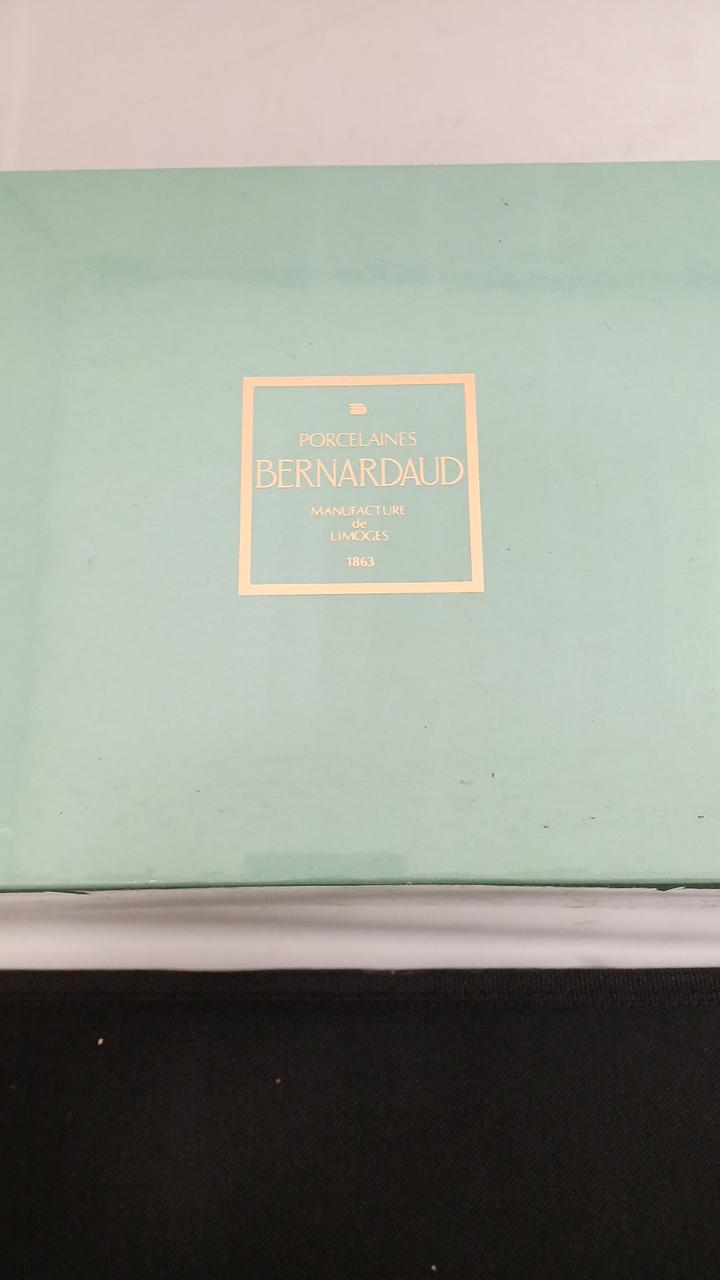 PORCELAINES
BERNARDAUD
MANUFACTURE
de
LIMOGES
1863